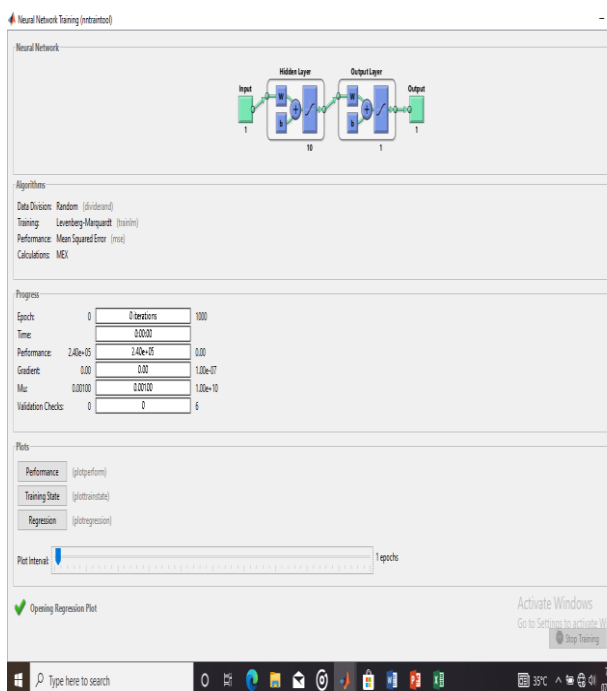 Neural Network Training (nntraintool)
Neural Network
Hidden Layer
Output Layer
Input
Output
W
b
W
b
1
10
1
1
Algorithms
Data Division: Random (dividerand)
Training: Levenberg-Marquardt (trainlm)
Performance: Mean Squared Error (mse)
Calculations: MEX
Progress
Epoch: 0 0 iterations 1000
Time: 0:00:00
Performance: 2.40e+05 2.40e+05 0.00
Gradient: 0.00 0.00 1.00e-07
Mu: 0.00100 0.00100 1.00e+10
Validation Checks: 0 0 6
Plots
Performance (plotperform)
Training State (plottrainstate)
Regression (plotregression)
Plot Interval: 1 epochs
Opening Regression Plot
Activate Windows
Go to Settings to activate W
Stop Training
Type here to search
35°C